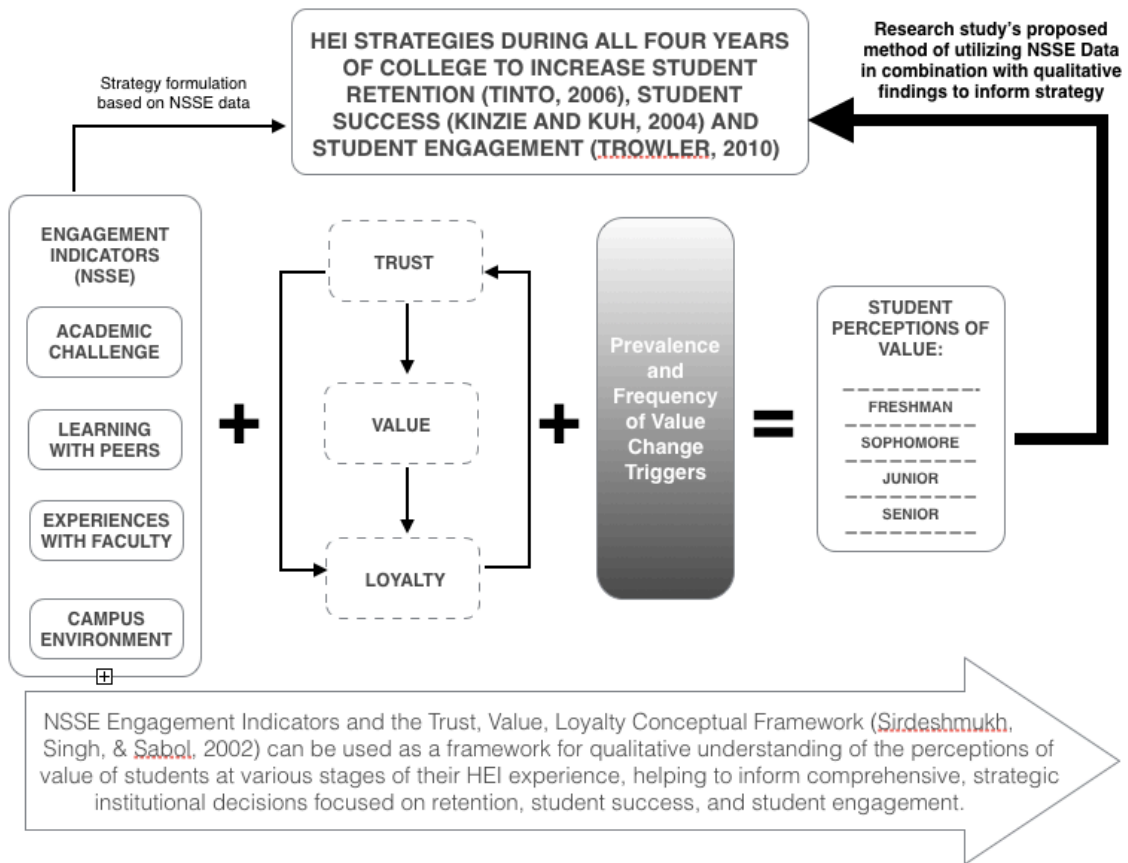 HEI STRATEGIES DURING ALL FOUR YEARS
OF COLLEGE TO INCREASE STUDENT
RETENTION (TINTO, 2006), STUDENT
SUCCESS (KINZIE AND KUH, 2004) AND
STUDENT ENGAGEMENT (TROWLER, 2010)
Research study's proposed
method of utilizing NSSE Data
in combination with qualitative
findings to inform strategy
Strategy formulation
based on NSSE data
ENGAGEMENT
INDICATORS
(NSSE)
ACADEMIC
CHALLENGE
LEARNING
WITH PEERS
EXPERIENCES
WITH FACULTY
CAMPUS
ENVIRONMENT
+
TRUST
VALUE
LOYALTY
+
Prevalence
and
Frequency
of Value
Change
Triggers
=
STUDENT
PERCEPTIONS OF
VALUE:
FRESHMAN
SOPHOMORE
JUNIOR
SENIOR
NSSE Engagement Indicators and the Trust, Value, Loyalty Conceptual Framework (Sirdeshmukh,
Singh, & Sabol, 2002) can be used as a framework for qualitative understanding of the perceptions of
value of students at various stages of their HEI experience, helping to inform comprehensive, strategic
institutional decisions focused on retention, student success, and student engagement.